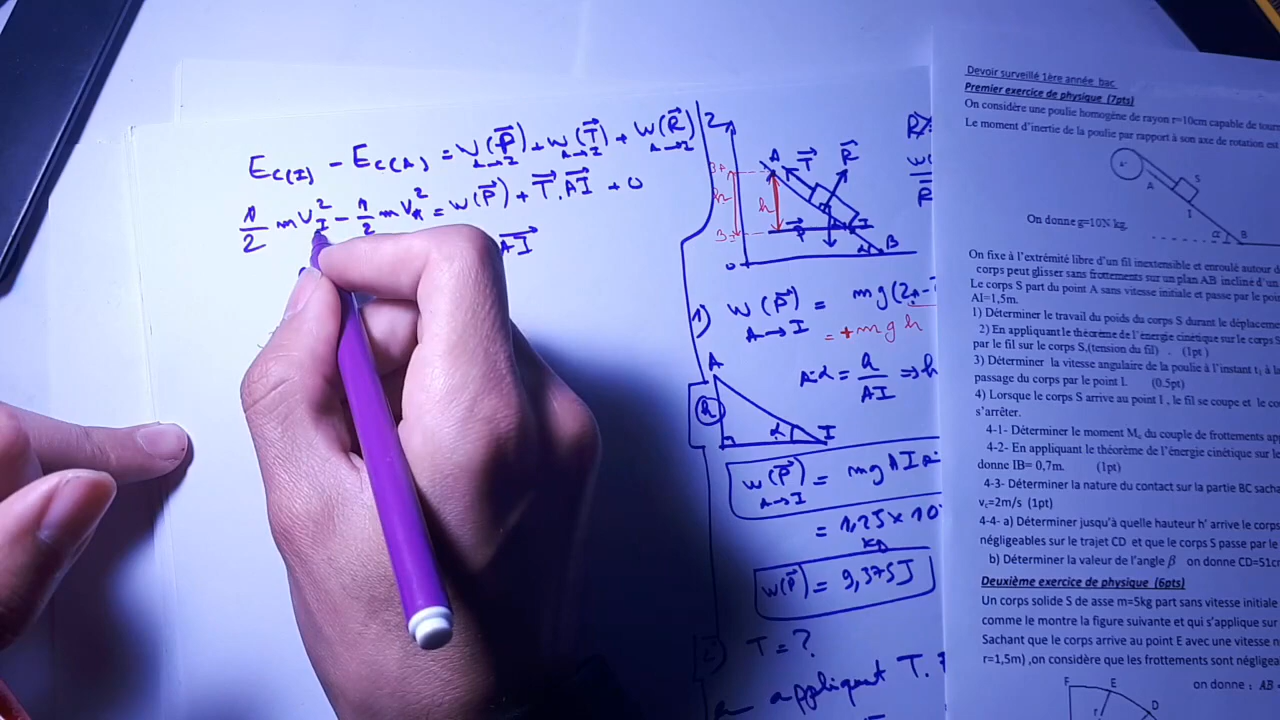 E_C(I) - E_C(A) = W(P⃗) A→I + W(T⃗) A→I + W(R⃗) A→I
1/2 m V_I² - 1/2 m V_A² = W(P⃗) + T⃗ . AI⃗ + 0
AI⃗
Z
A
T⃗
R⃗
h
h
P⃗
I
α
B
0
1) W(P⃗) A→I = mg(Z_A -
= + m g h
α = h/AI ⇒ h
A
h
α
I
W(P⃗) A→I = mg AI
= 1,25 × 10
W(P⃗) = 9,375 J
2) T = ?
appliquent T.
Devoir surveillé 1ère année bac
Premier exercice de physique (7pts)
On considère une poulie homogène de rayon r=10cm capable de tour
Le moment d'inertie de la poulie par rapport à son axe de rotation est
A
S
I
α
B
On donne g=10N kg.
On fixe à l'extrémité libre d'un fil inextensible et enroulé autour d
corps peut glisser sans frottements sur un plan AB incliné d'un
Le corps S part du point A sans vitesse initiale et passe par le poi
AI=1,5m.
1) Déterminer le travail du poids du corps S durant le déplaceme
2) En appliquant le théorème de l'énergie cinétique sur le corps S
par le fil sur le corps S,(tension du fil) . (1pt )
3) Déterminer la vitesse angulaire de la poulie à l'instant t₁ à la
passage du corps par le point I. (0.5pt)
4) Lorsque le corps S arrive au point I , le fil se coupe et le co
s'arrêter.
4-1- Déterminer le moment M_c du couple de frottements ap
4-2- En appliquant le théorème de l'énergie cinétique sur le
donne IB= 0,7m. (1pt)
4-3- Déterminer la nature du contact sur la partie BC sacha
v_c=2m/s (1pt)
4-4- a) Déterminer jusqu'à quelle hauteur h' arrive le corps
négligeables sur le trajet CD et que le corps S passe par le
b) Déterminer la valeur de l'angle β on donne CD=51c
Deuxième exercice de physique (6pts)
Un corps solide S de asse m=5kg part sans vitesse initiale
comme le montre la figure suivante et qui s'applique sur
Sachant que le corps arrive au point E avec une vitesse n
r=1,5m) ,on considère que les frottements sont négligea
on donne : AB
F
E
D
r